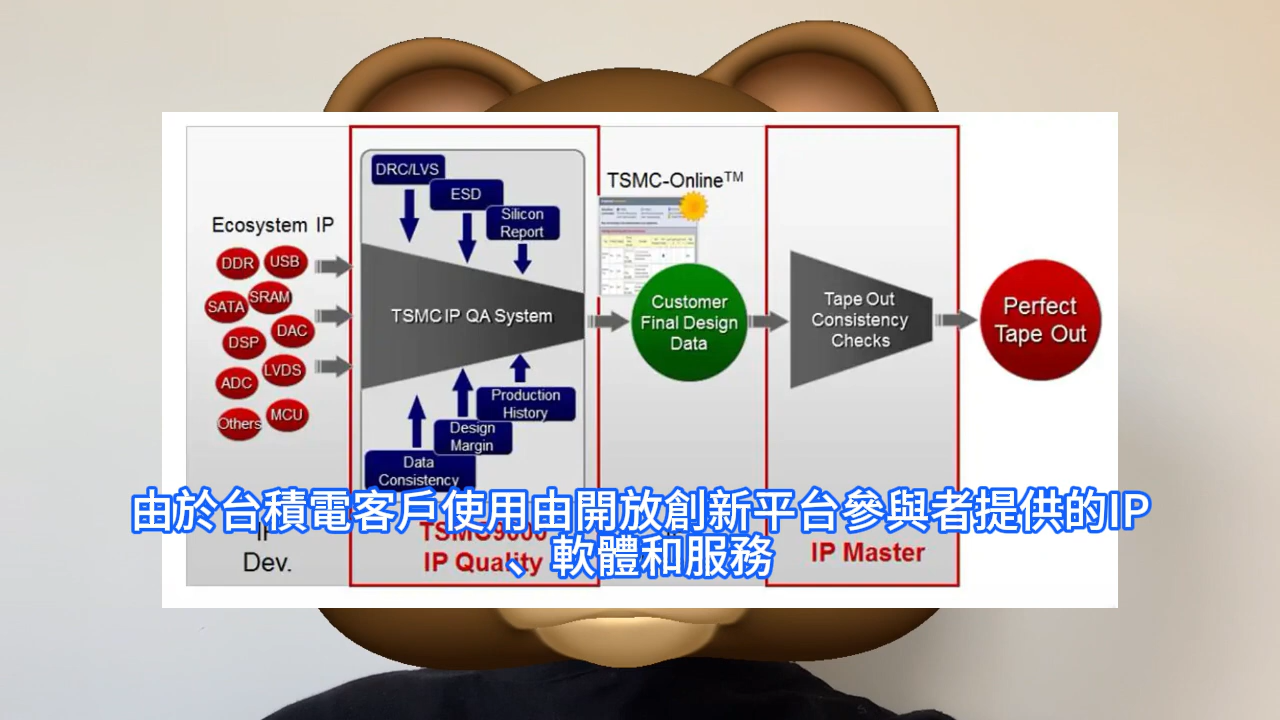 Ecosystem IP
DDR
USB
SATA
SRAM
DSP
DAC
ADC
LVDS
Others
MCU
DRC/LVS
ESD
Silicon
Report
TSMC IP QA System
Production
History
Design
Margin
Data
Consistency
TSMC-Online™
Customer
Final Design
Data
Tape Out
Consistency
Checks
Perfect
Tape Out
IP
Dev.
TSMC9000
IP Quality
IP Master
由於台積電客戶使用由開放創新平台參與者提供的IP
、軟體和服務